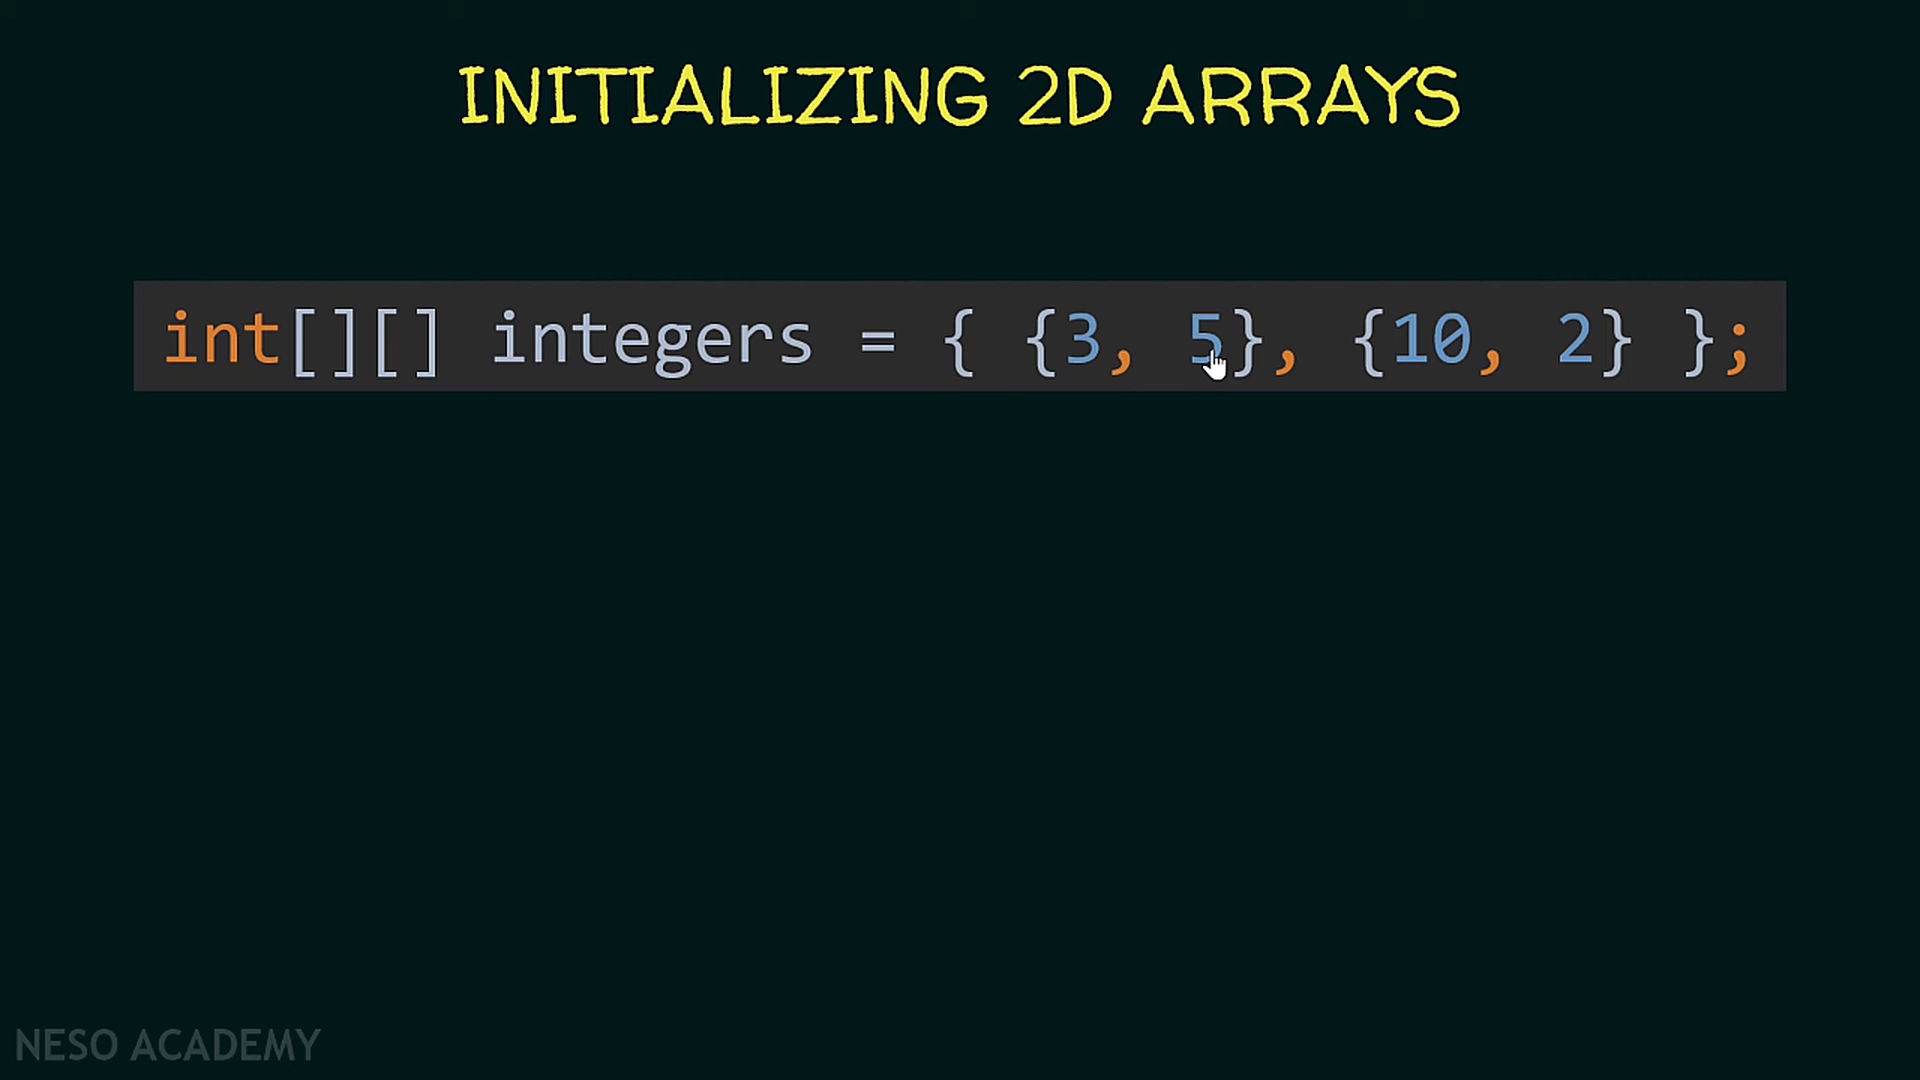 INITIALIZING 2D ARRAYS
int[][] integers = { {3, 5}, {10, 2} };
NESO ACADEMY